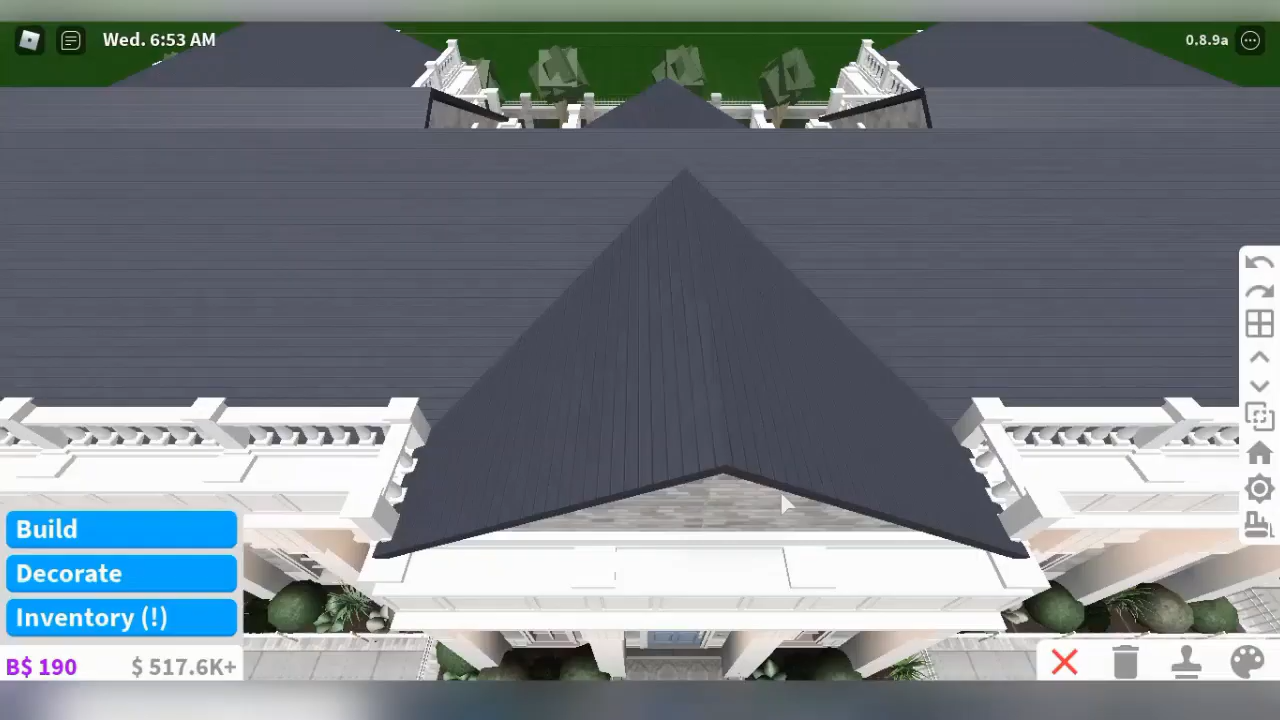 Wed. 6:53 AM
0.8.9a
Build
Decorate
Inventory (!)
B$ 190
$ 517.6K+